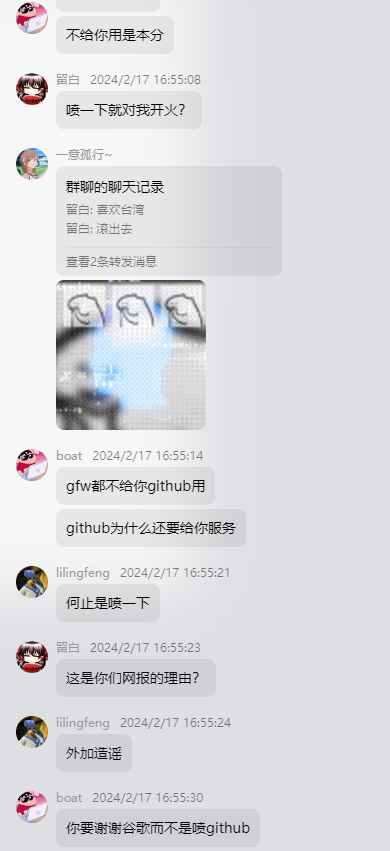 不给你用是本分
留白 2024/2/17 16:55:08
喷一下就对我开火？
一意孤行~
群聊的聊天记录
留白: 喜欢台湾
留白: 滚出去
查看2条转发消息
boat 2024/2/17 16:55:14
gfw都不给你github用
github为什么还要给你服务
lilingfeng 2024/2/17 16:55:21
何止是喷一下
留白 2024/2/17 16:55:23
这是你们网报的理由？
lilingfeng 2024/2/17 16:55:24
外加造谣
boat 2024/2/17 16:55:30
你要谢谢谷歌而不是喷github